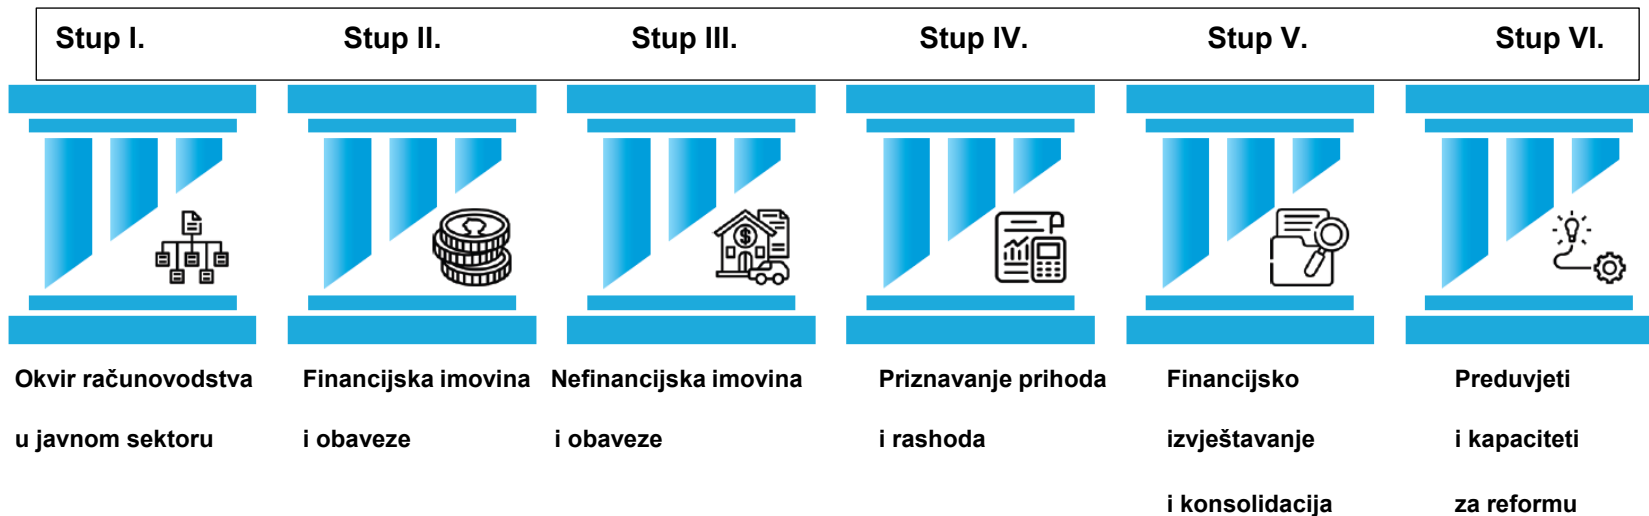 Stup I. Stup II. Stup III. Stup IV. Stup V. Stup VI.
Okvir računovodstva
u javnom sektoru
Financijska imovina
i obaveze
Nefinancijska imovina
i obaveze
Priznavanje prihoda
i rashoda
Financijsko
izvještavanje
i konsolidacija
Preduvjeti
i kapaciteti
za reformu